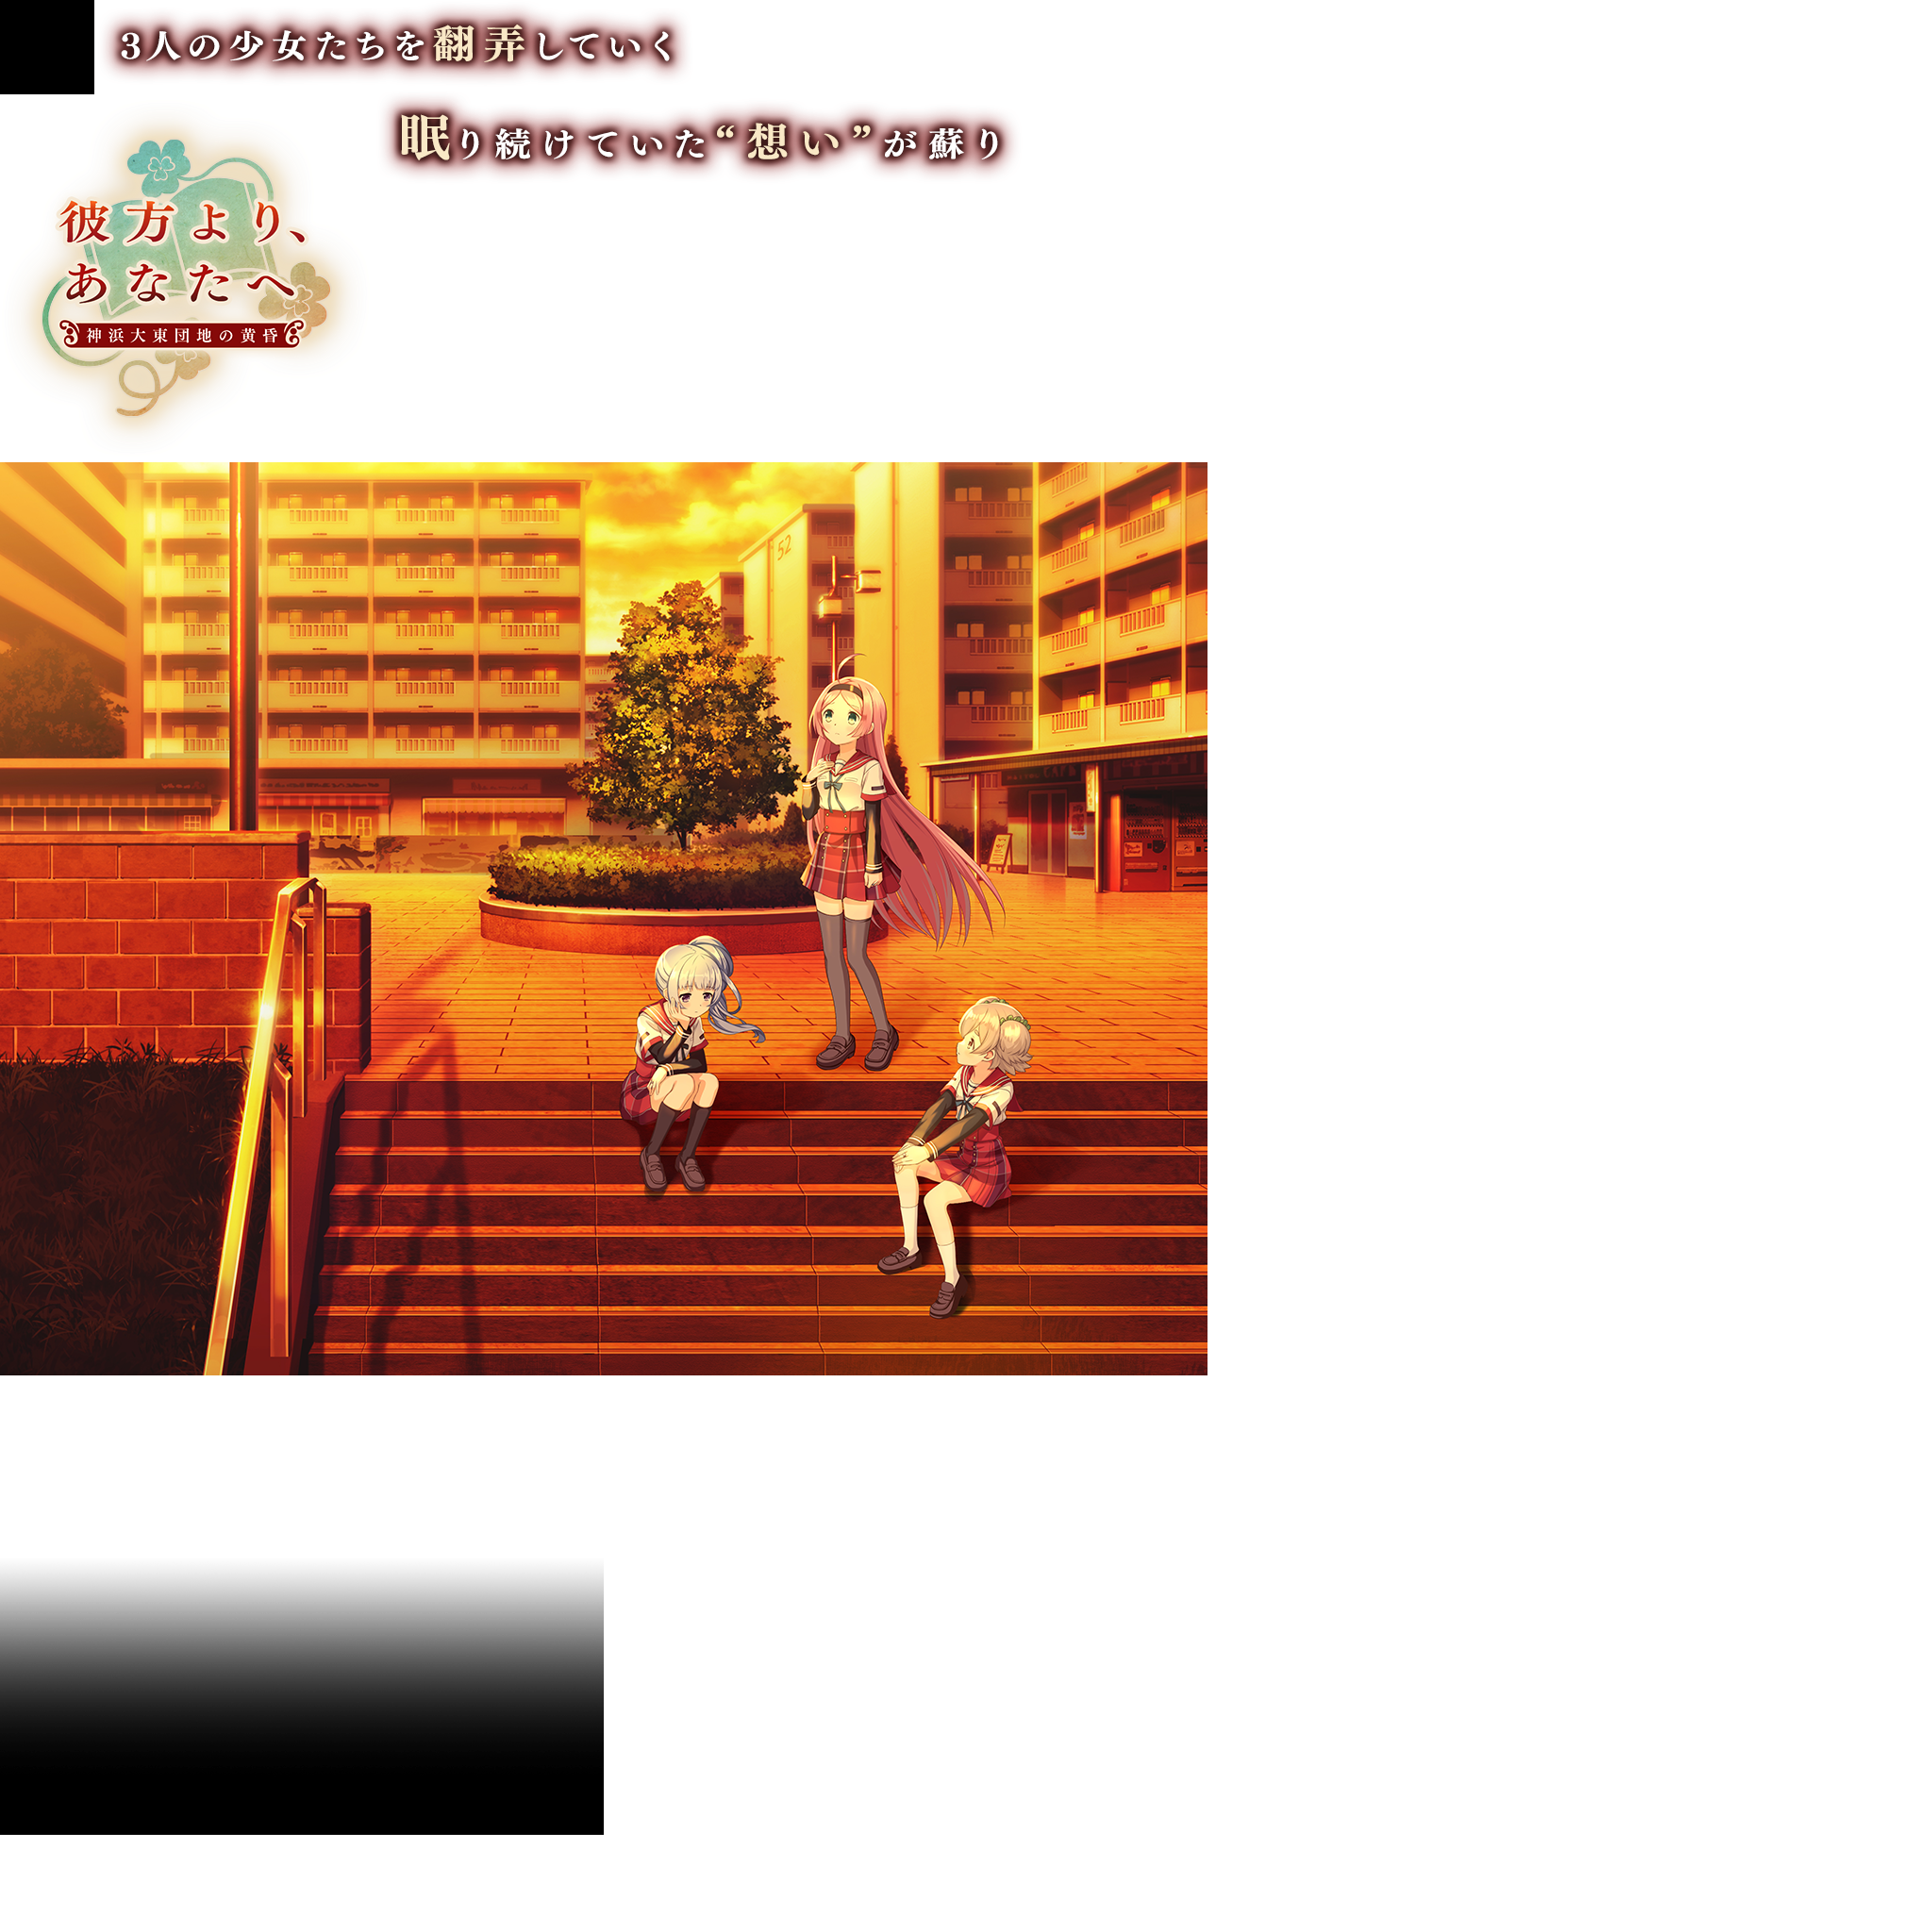 3人の少女たちを翻弄していく
眠り続けていた“想い”が蘇り
彼方より、
あなたへ
神浜大東団地の黄昏
52
CAFE